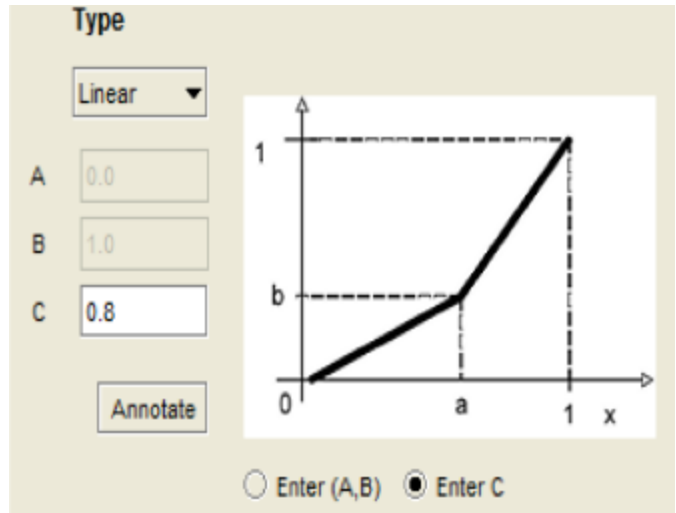 Type
Linear
A 0.0
B 1.0
C 0.8
Annotate
1
b
0 a 1 x
Enter (A,B) Enter C